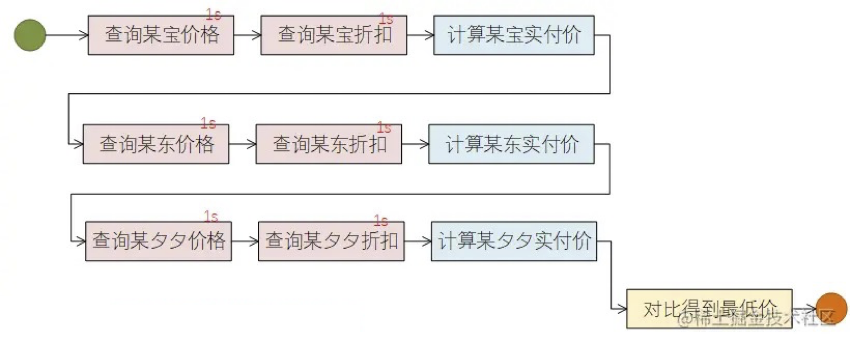 1s 1s
查询某宝价格 查询某宝折扣 计算某宝实付价
1s 1s
查询某东价格 查询某东折扣 计算某东实付价
1s 1s
查询某夕夕价格 查询某夕夕折扣 计算某夕夕实付价
对比得到最低价
@稀土掘金技术社区